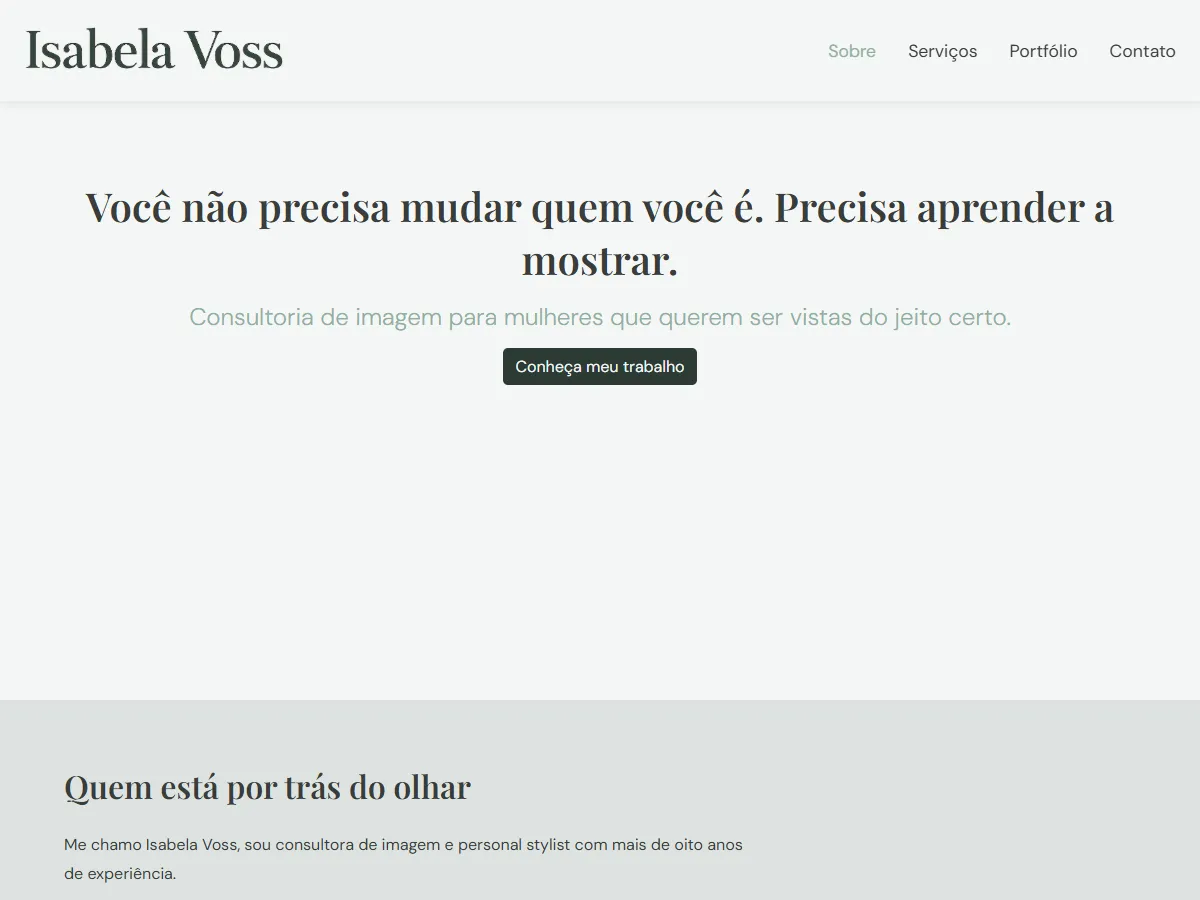 Isabela Voss
Sobre Serviços Portfólio Contato
Você não precisa mudar quem você é. Precisa aprender a
mostrar.
Consultoria de imagem para mulheres que querem ser vistas do jeito certo.
Conheça meu trabalho
Quem está por trás do olhar
Me chamo Isabela Voss, sou consultora de imagem e personal stylist com mais de oito anos
de experiência.